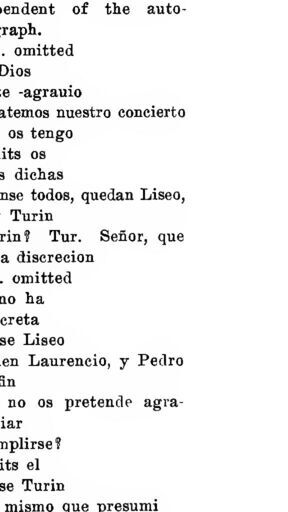 pendent of the auto-
raph.
. omitted
Dios
e -agrauio
atemos nuestro concierto
os tengo
its os
s dichas
nse todos, quedan Liseo,
Turin
rin? Tur. Señor, que
a discrecion
. omitted
no ha
creta
se Liseo
en Laurencio, y Pedro
fin
no os pretende agra-
iar
mplirse?
its el
se Turin
mismo que presumi